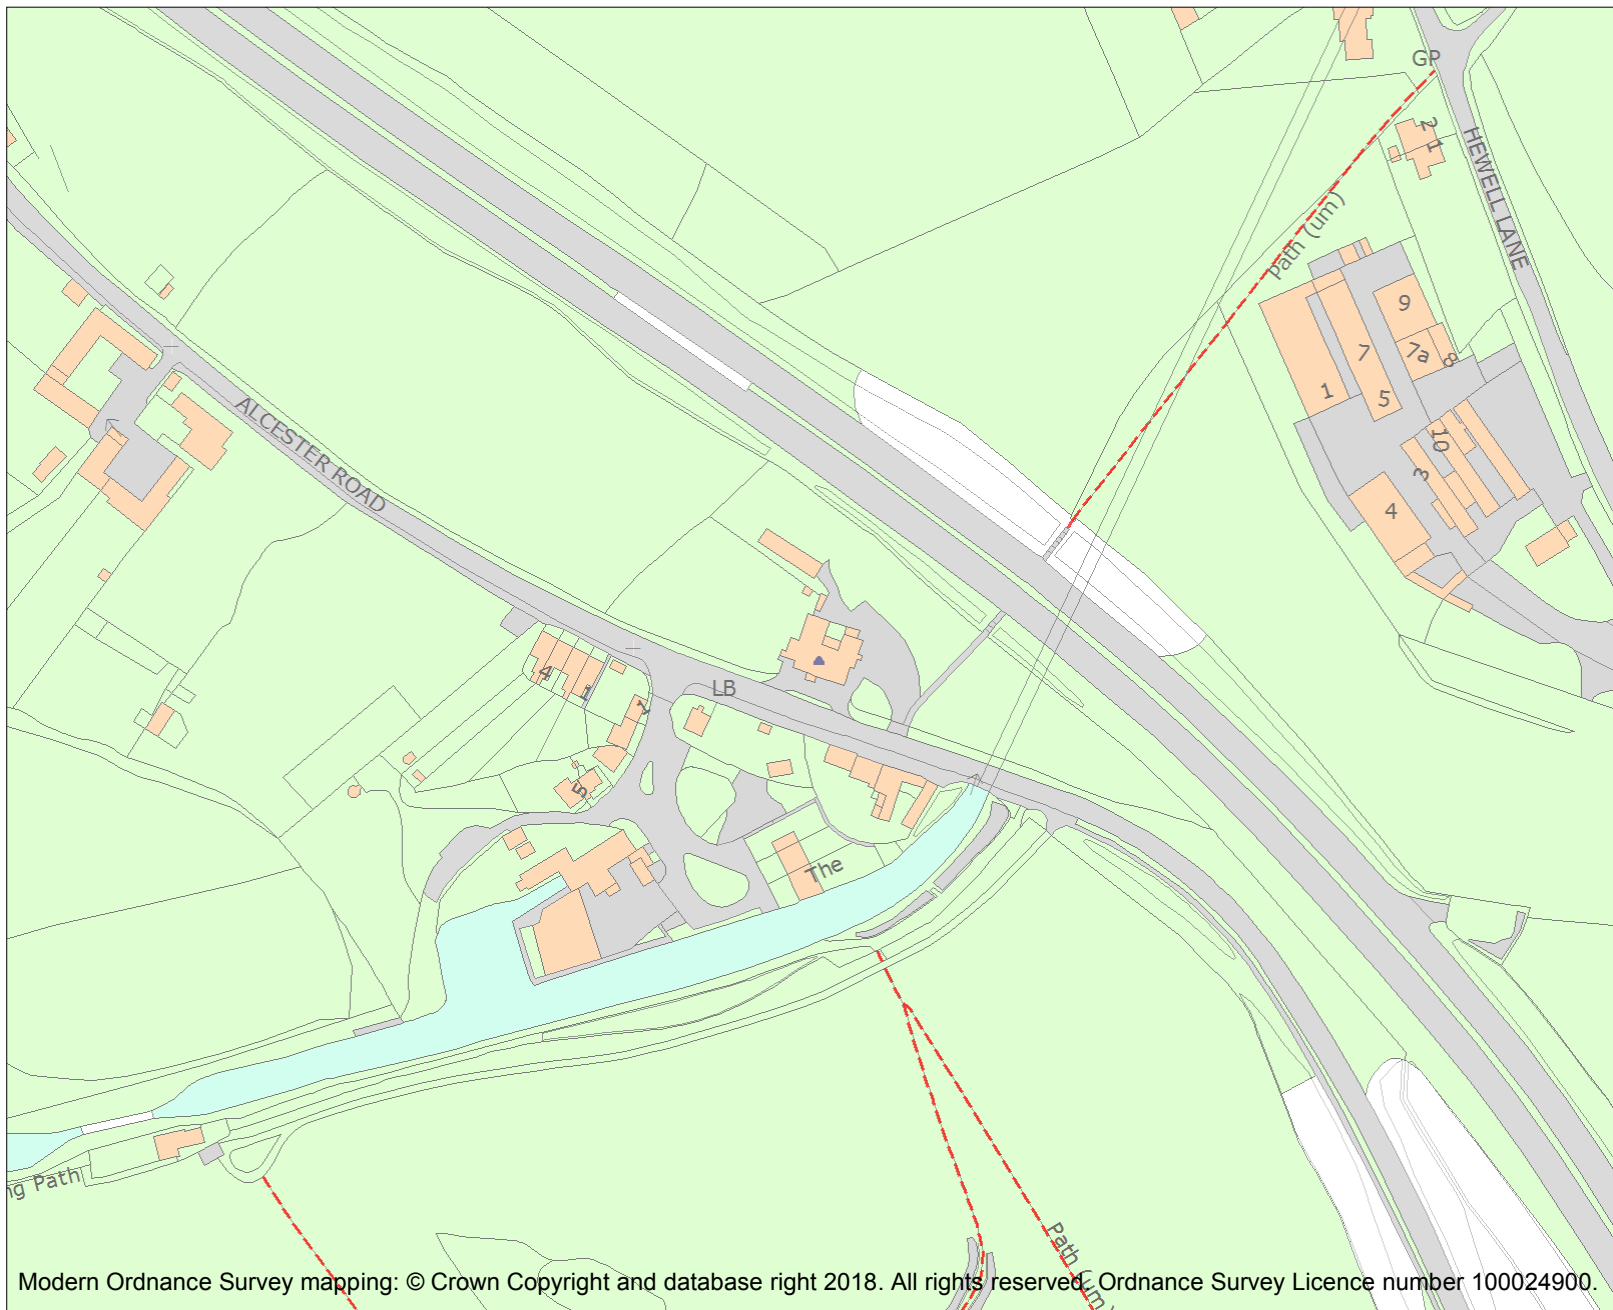 GP
2
1
HEWELL LANE
Path (um)
9
7
7a
8
1
5
ALCESTER ROAD
10
3
4
4
1
1
LB
5
The
ng Path
Path (um)
Modern Ordnance Survey mapping: © Crown Copyright and database right 2018. All rights reserved. Ordnance Survey Licence number 100024900.